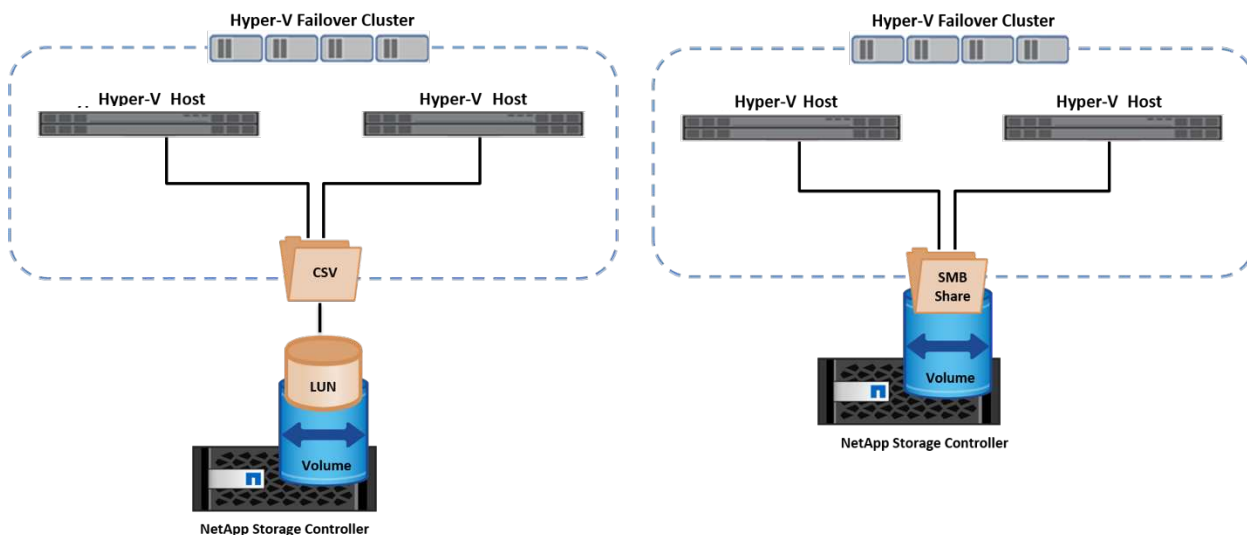 Hyper-V Failover Cluster
Hyper-V Host
Hyper-V Host
CSV
LUN
Volume
NetApp Storage Controller
Hyper-V Failover Cluster
Hyper-V Host
Hyper-V Host
SMB
Share
Volume
NetApp Storage Controller